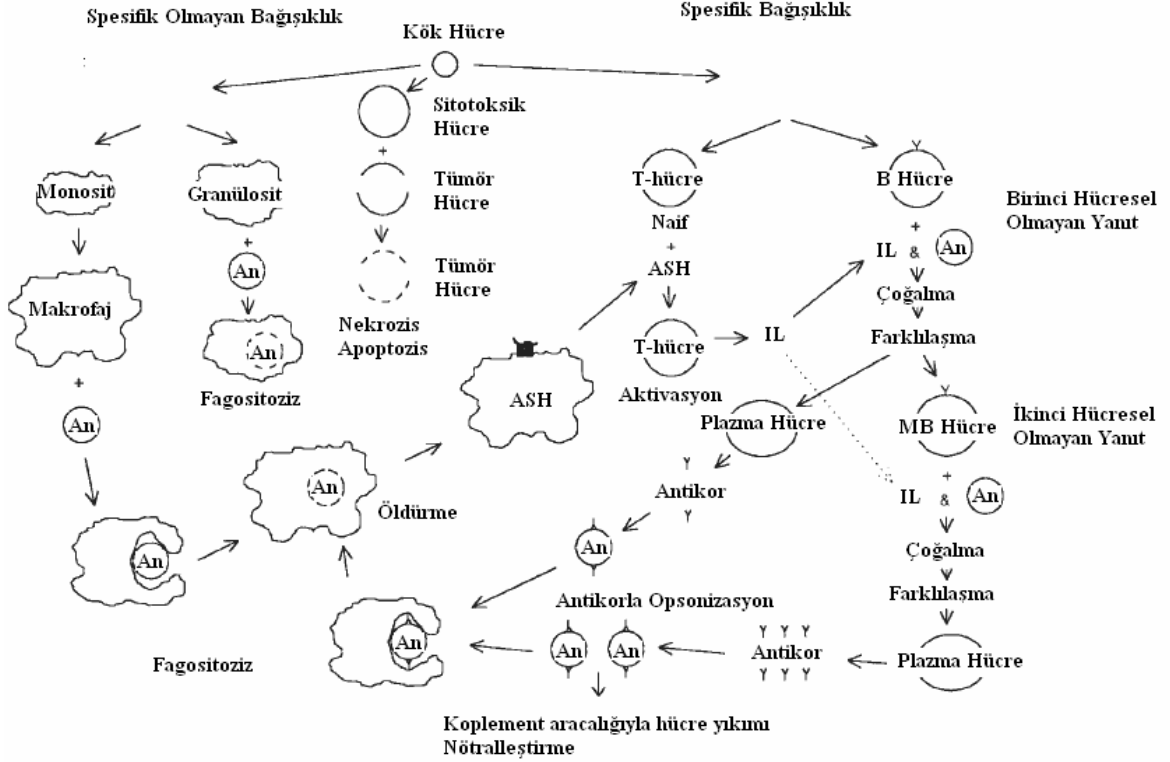 Spesifik Olmayan Bağışıklık
Spesifik Bağışıklık
Kök Hücre
Sitotoksik
Hücre
+
Tümör
Hücre
Tümör
Hücre
Nekrozis
Apoptozis
Monosit
Granülosit
+
An
An
Fagositoziz
Makrofaj
+
An
An
Fagositoziz
An
Öldürme
ASH
T-hücre
Naif
+
ASH
T-hücre
Aktivasyon
IL
B Hücre
+
IL & An
Çoğalma
Farklılaşma
Birinci Hücresel
Olmayan Yanıt
Plazma Hücre
Antikor
An
MB Hücre
+
IL & An
Çoğalma
Farklılaşma
Plazma Hücre
İkinci Hücresel
Olmayan Yanıt
Antikor
Antikorla Opsonizasyon
An An
An
Koplement aracalığıyla hücre yıkımı
Nötralleştirme